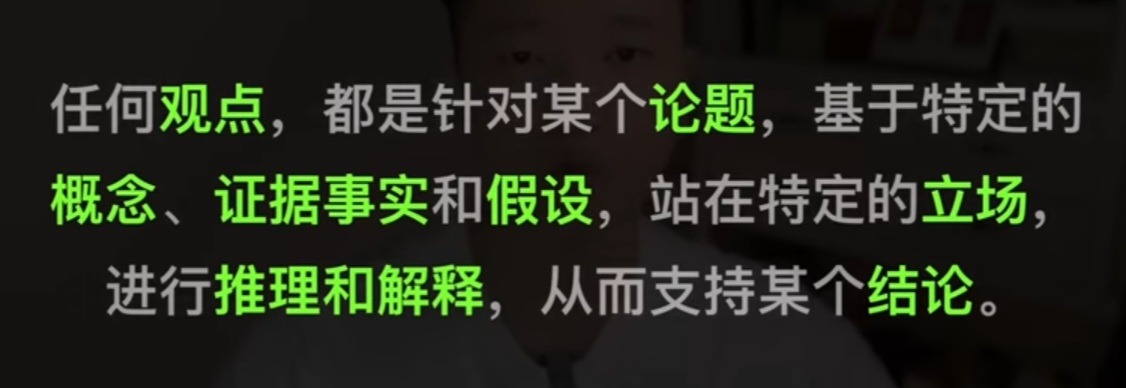 任何观点，都是针对某个论题，基于特定的
概念、证据事实和假设，站在特定的立场，
进行推理和解释，从而支持某个结论。